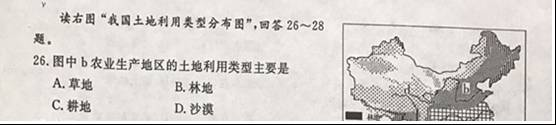 读右图“我国土地利用类型分布图”,回答26～28
题。
26.图中b农业生产地区的土地利用类型主要是
A.草地 B.林地
C.耕地 D.沙漠
b
林地